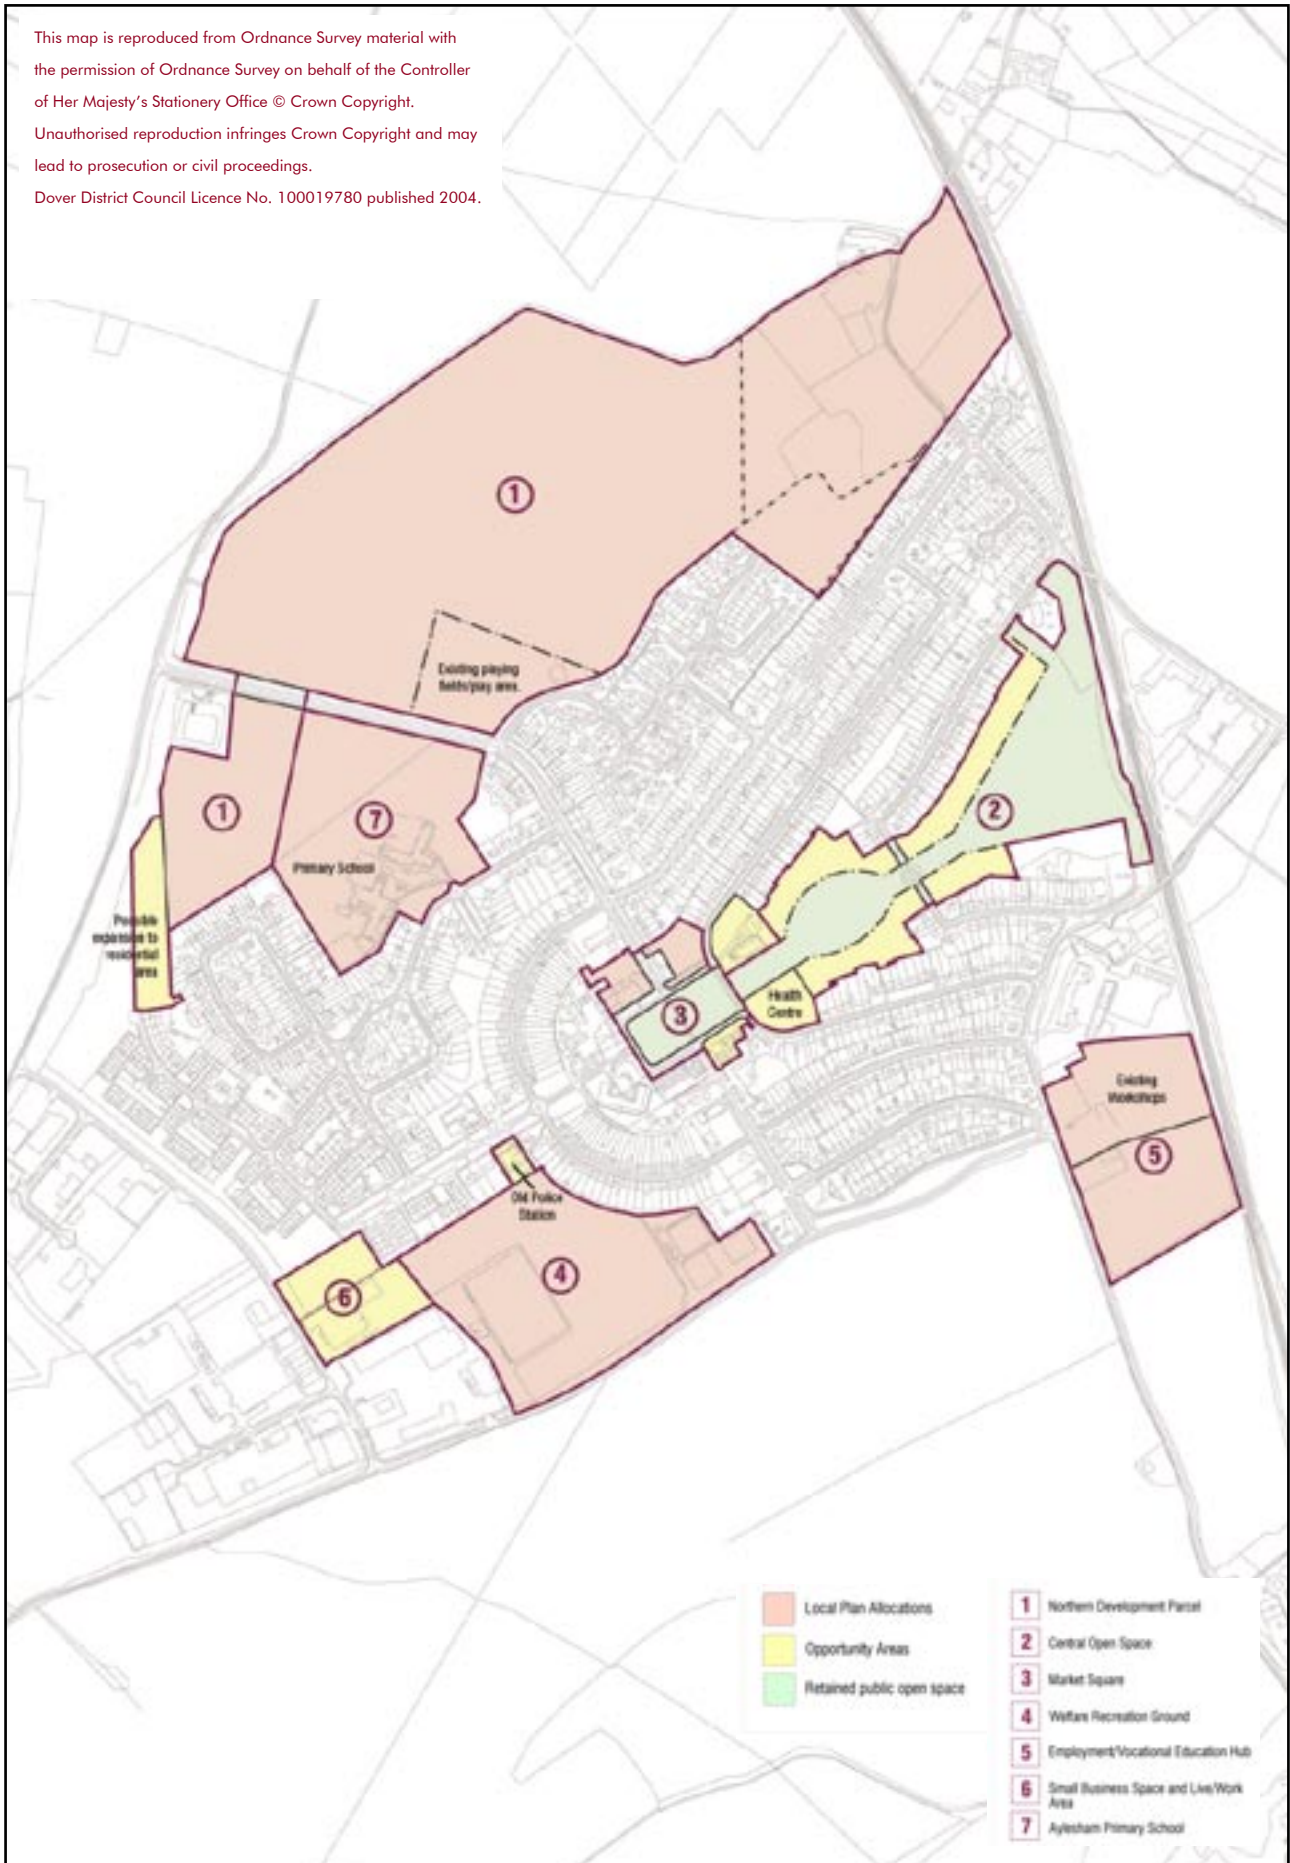 This map is reproduced from Ordnance Survey material with
the permission of Ordnance Survey on behalf of the Controller
of Her Majesty's Stationery Office © Crown Copyright.
Unauthorised reproduction infringes Crown Copyright and may
lead to prosecution or civil proceedings.
Dover District Council Licence No. 100019780 published 2004.
1
Existing playing
fields/play area.
1
7
Primary School
2
Possible
expansion to
residential
area
3
Health
Centre
Existing
Workshops
5
Old Police
Station
4
6
Local Plan Allocations
Opportunity Areas
Retained public open space
1 Northern Development Parcel
2 Central Open Space
3 Market Square
4 Welfare Recreation Ground
5 Employment/Vocational Education Hub
6 Small Business Space and Live/Work
Area
7 Aylesham Primary School